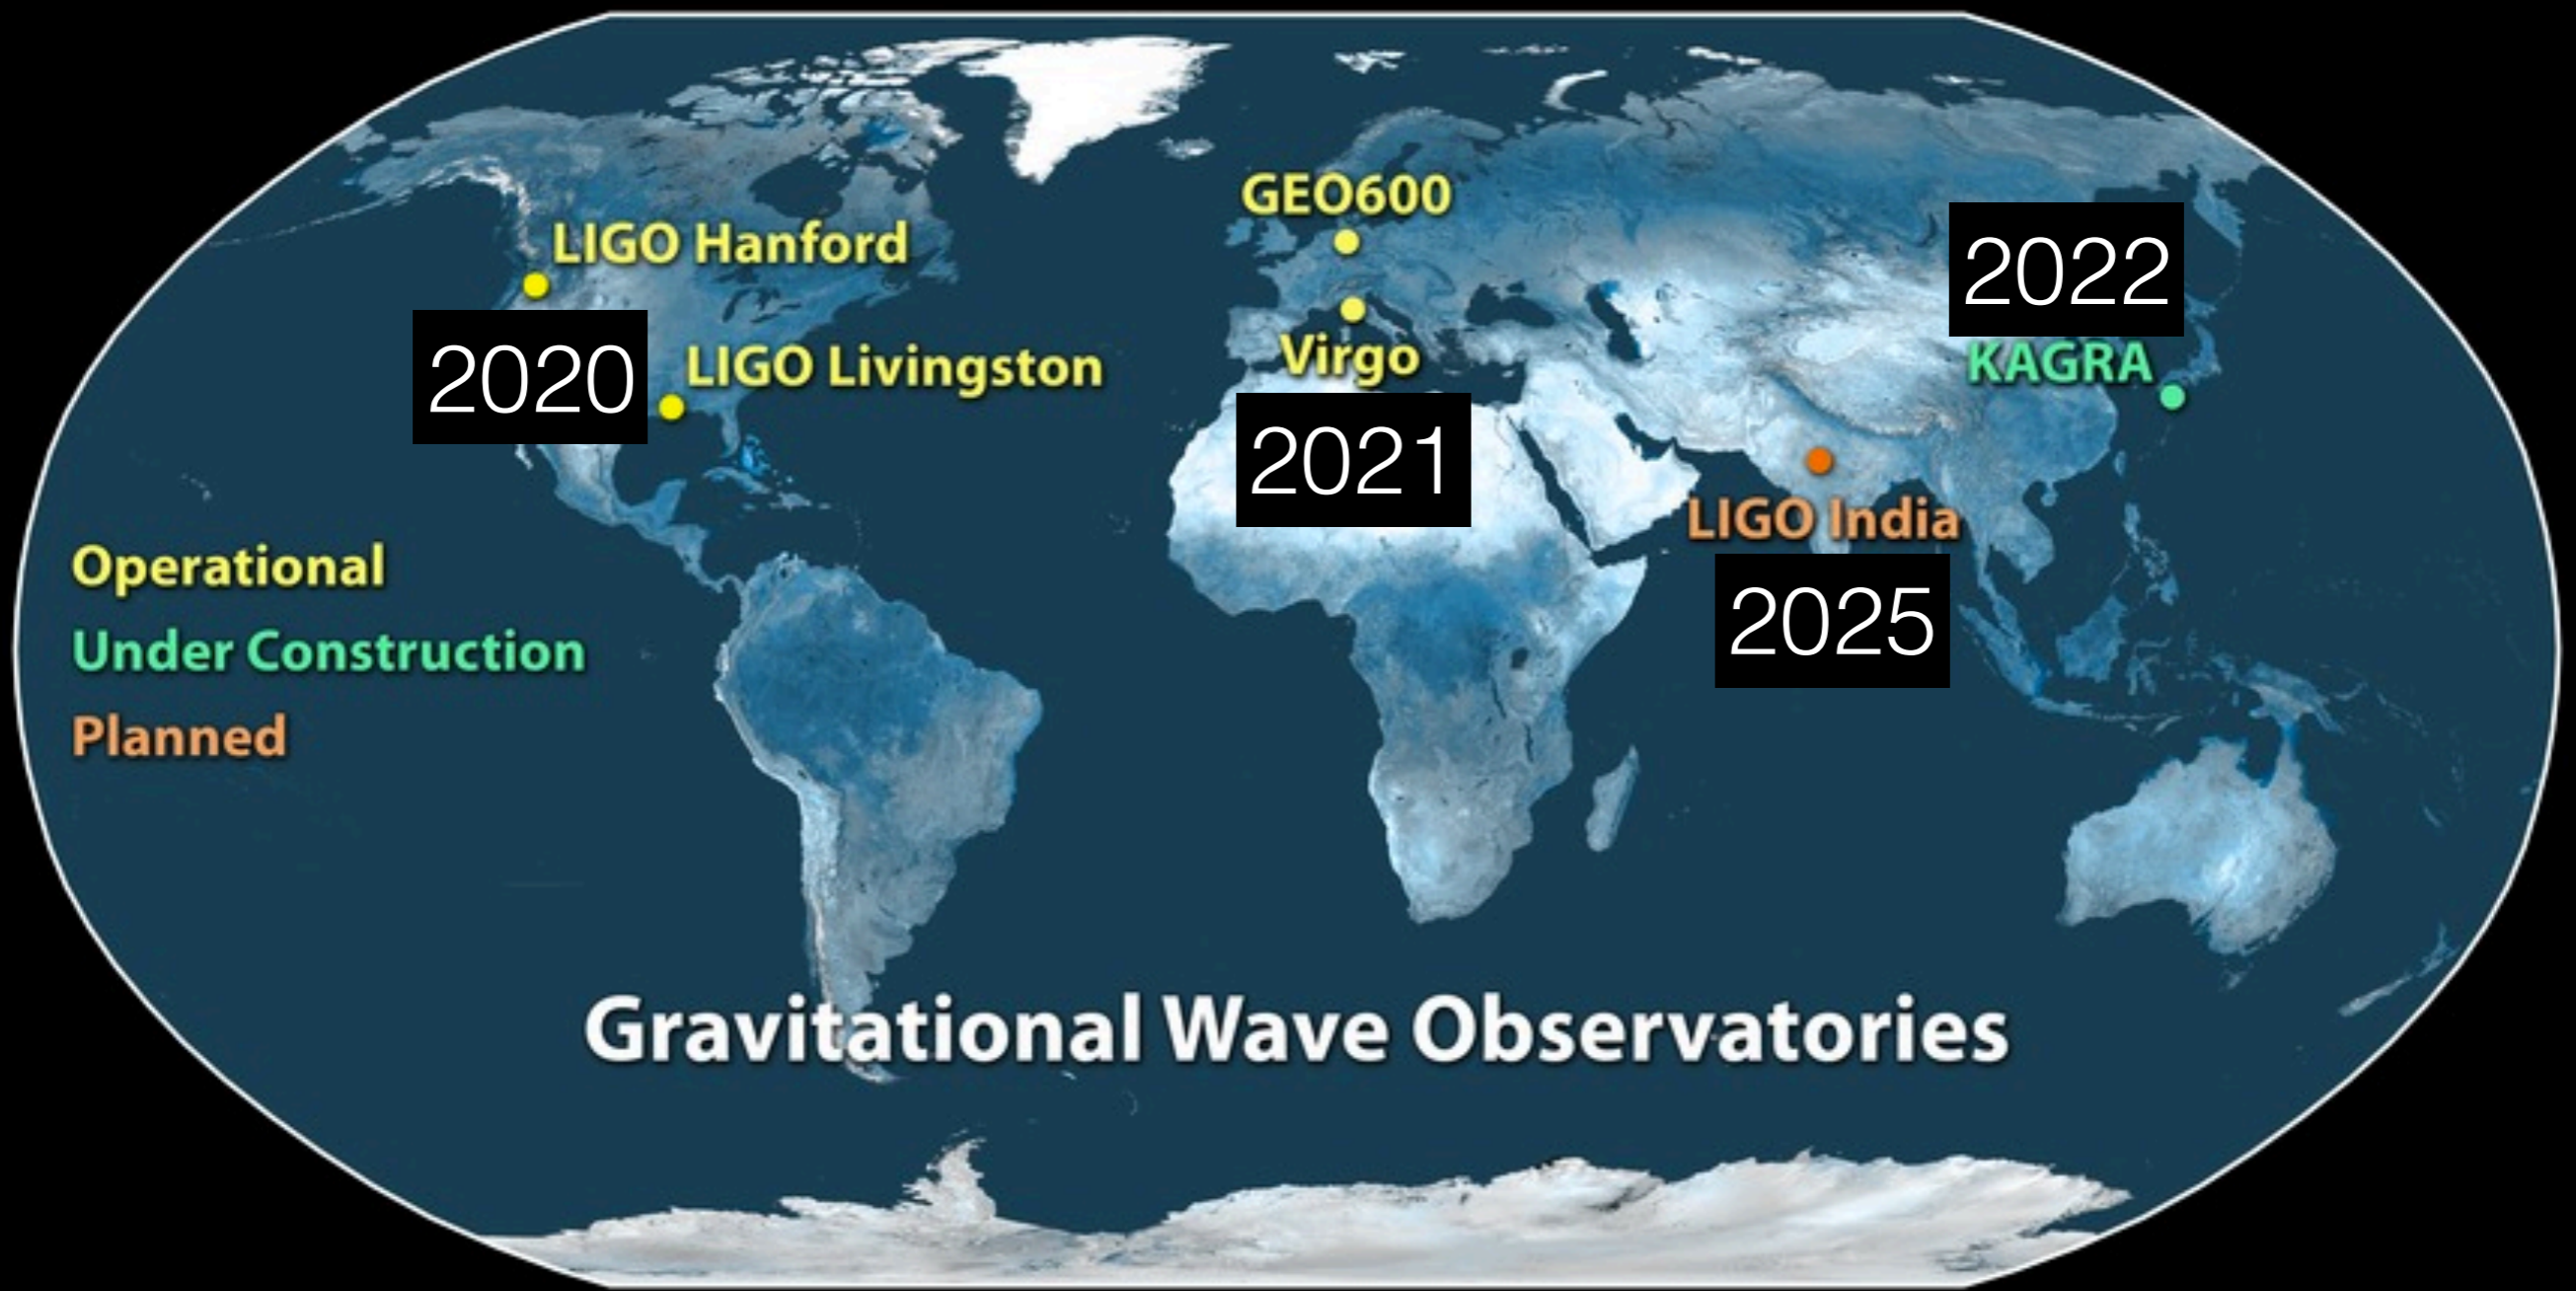 GEO600
LIGO Hanford
2022
2020
LIGO Livingston
Virgo
KAGRA
2021
LIGO India
Operational
2025
Under Construction
Planned
Gravitational Wave Observatories